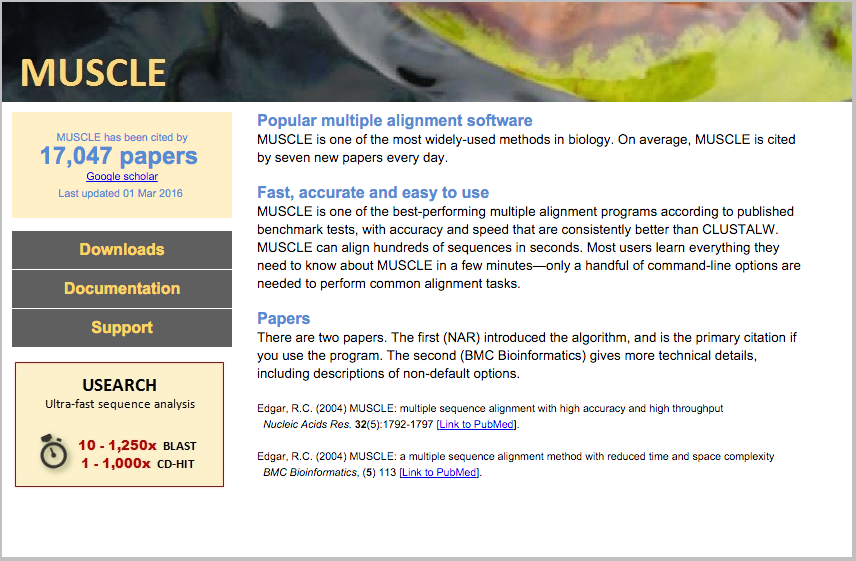 MUSCLE
MUSCLE has been cited by
17,047 papers
Google scholar
Last updated 01 Mar 2016
Downloads
Documentation
Support
USEARCH
Ultra-fast sequence analysis
10 - 1,250x BLAST
1 - 1,000x CD-HIT
Popular multiple alignment software
MUSCLE is one of the most widely-used methods in biology. On average, MUSCLE is cited
by seven new papers every day.
Fast, accurate and easy to use
MUSCLE is one of the best-performing multiple alignment programs according to published
benchmark tests, with accuracy and speed that are consistently better than CLUSTALW.
MUSCLE can align hundreds of sequences in seconds. Most users learn everything they
need to know about MUSCLE in a few minutes—only a handful of command-line options are
needed to perform common alignment tasks.
Papers
There are two papers. The first (NAR) introduced the algorithm, and is the primary citation if
you use the program. The second (BMC Bioinformatics) gives more technical details,
including descriptions of non-default options.
Edgar, R.C. (2004) MUSCLE: multiple sequence alignment with high accuracy and high throughput
Nucleic Acids Res. 32(5):1792-1797 [Link to PubMed].
Edgar, R.C. (2004) MUSCLE: a multiple sequence alignment method with reduced time and space complexity
BMC Bioinformatics, (5) 113 [Link to PubMed].